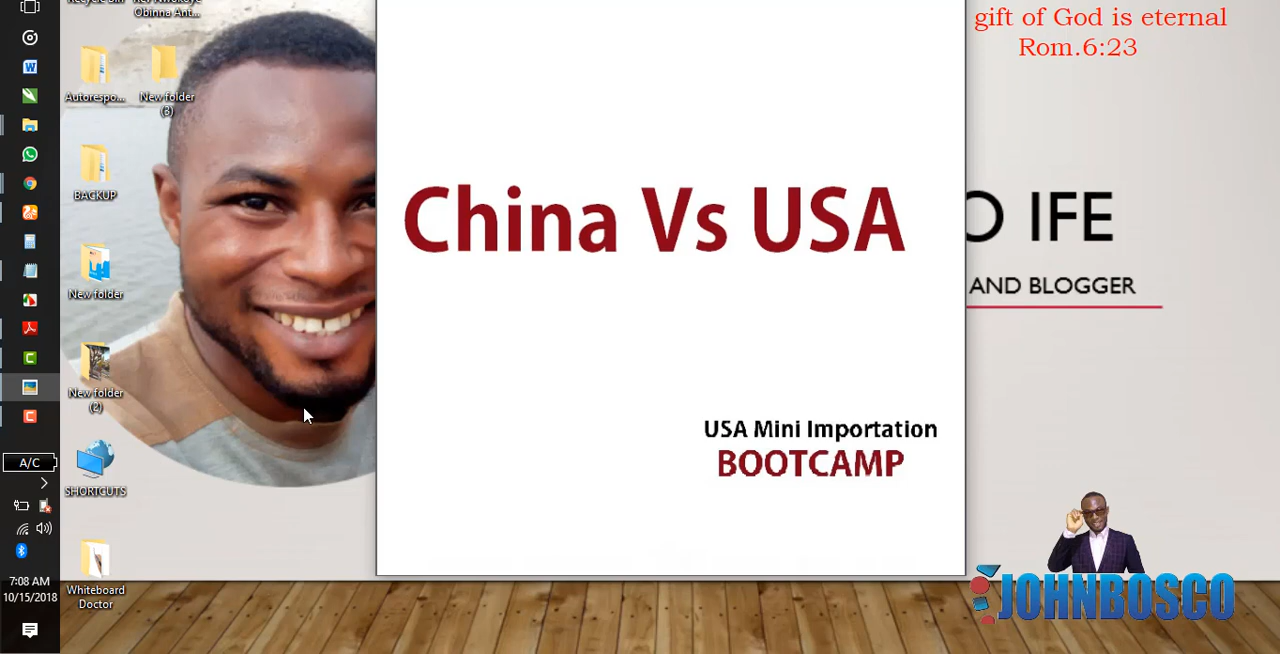 Obinna Ant...
Autorespo...
New folder
(3)
BACKUP
New folder
New folder
(2)
SHORTCUTS
Whiteboard
Doctor
A/C
7:08 AM
10/15/2018
China Vs USA
USA Mini Importation
BOOTCAMP
gift of God is eternal
Rom.6:23
O IFE
AND BLOGGER
JOHNBOSCO